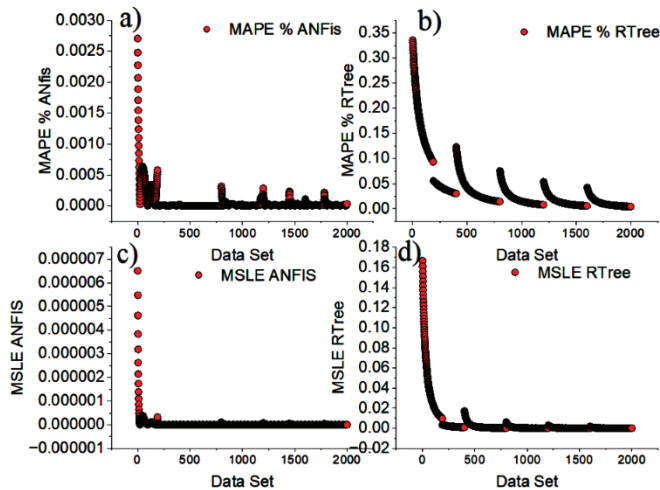 a)
MAPE % ANFis
MAPE % ANfis
0.0030
0.0025
0.0020
0.0015
0.0010
0.0005
0.0000
0 500 1000 1500 2000
Data Set
b)
MAPE % RTree
MAPE % RTree
0.35
0.30
0.25
0.20
0.15
0.10
0.05
0.00
0 500 1000 1500 2000
Data Set
c)
MSLE ANFIS
MSLE ANFIS
0.000007
0.000006
0.000005
0.000004
0.000003
0.000002
0.000001
0.000000
−0.000001
0 500 1000 1500 2000
Data Set
d)
MSLE RTree
MSLE RTree
0.18
0.16
0.14
0.12
0.10
0.08
0.06
0.04
0.02
0.00
−0.02
0 500 1000 1500 2000
Data Set